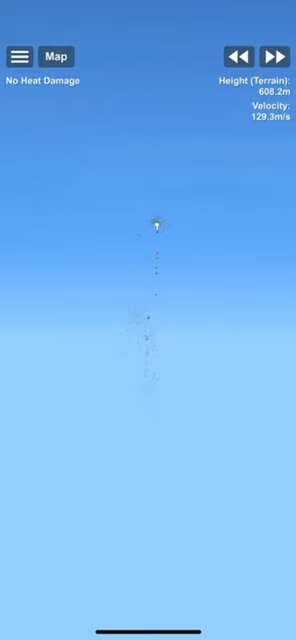 Map
No Heat Damage
Height (Terrain):
608.2m
Velocity:
129.3m/s